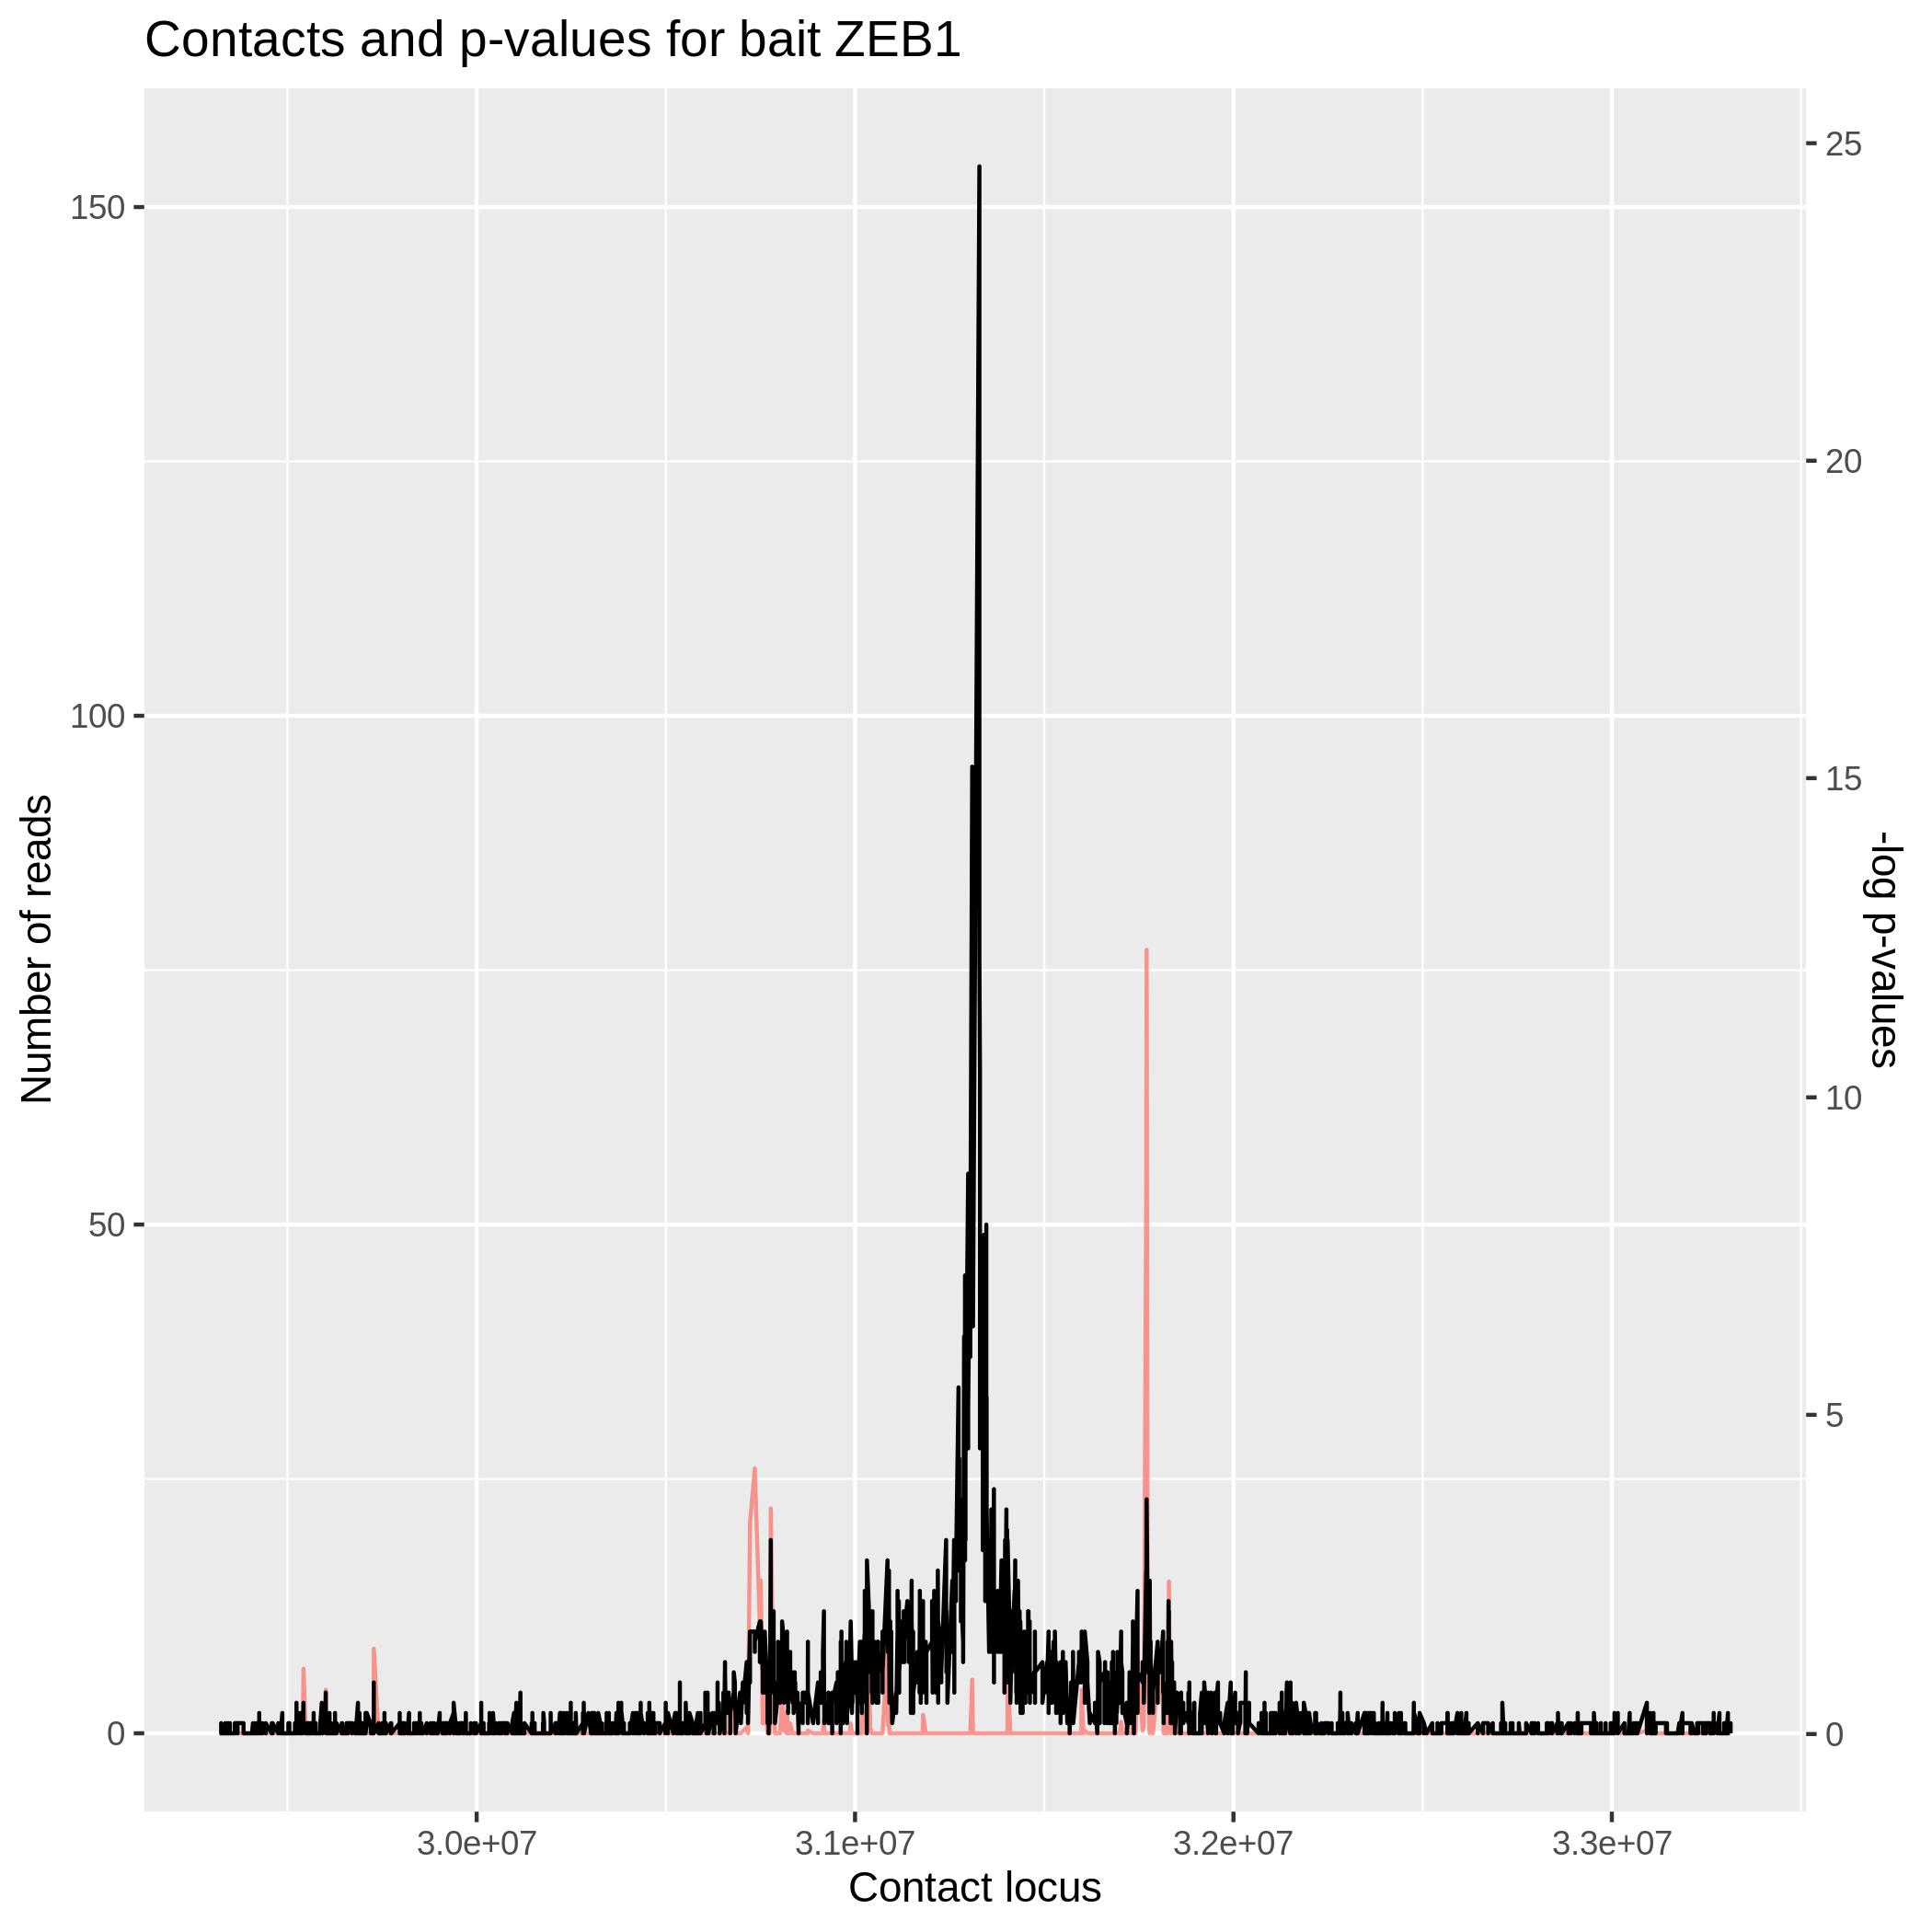 Contacts and p-values for bait ZEB1
150
100
50
0
Number of reads
25
20
15
10
5
0
-log p-values
3.0e+07
3.1e+07
3.2e+07
3.3e+07
Contact locus